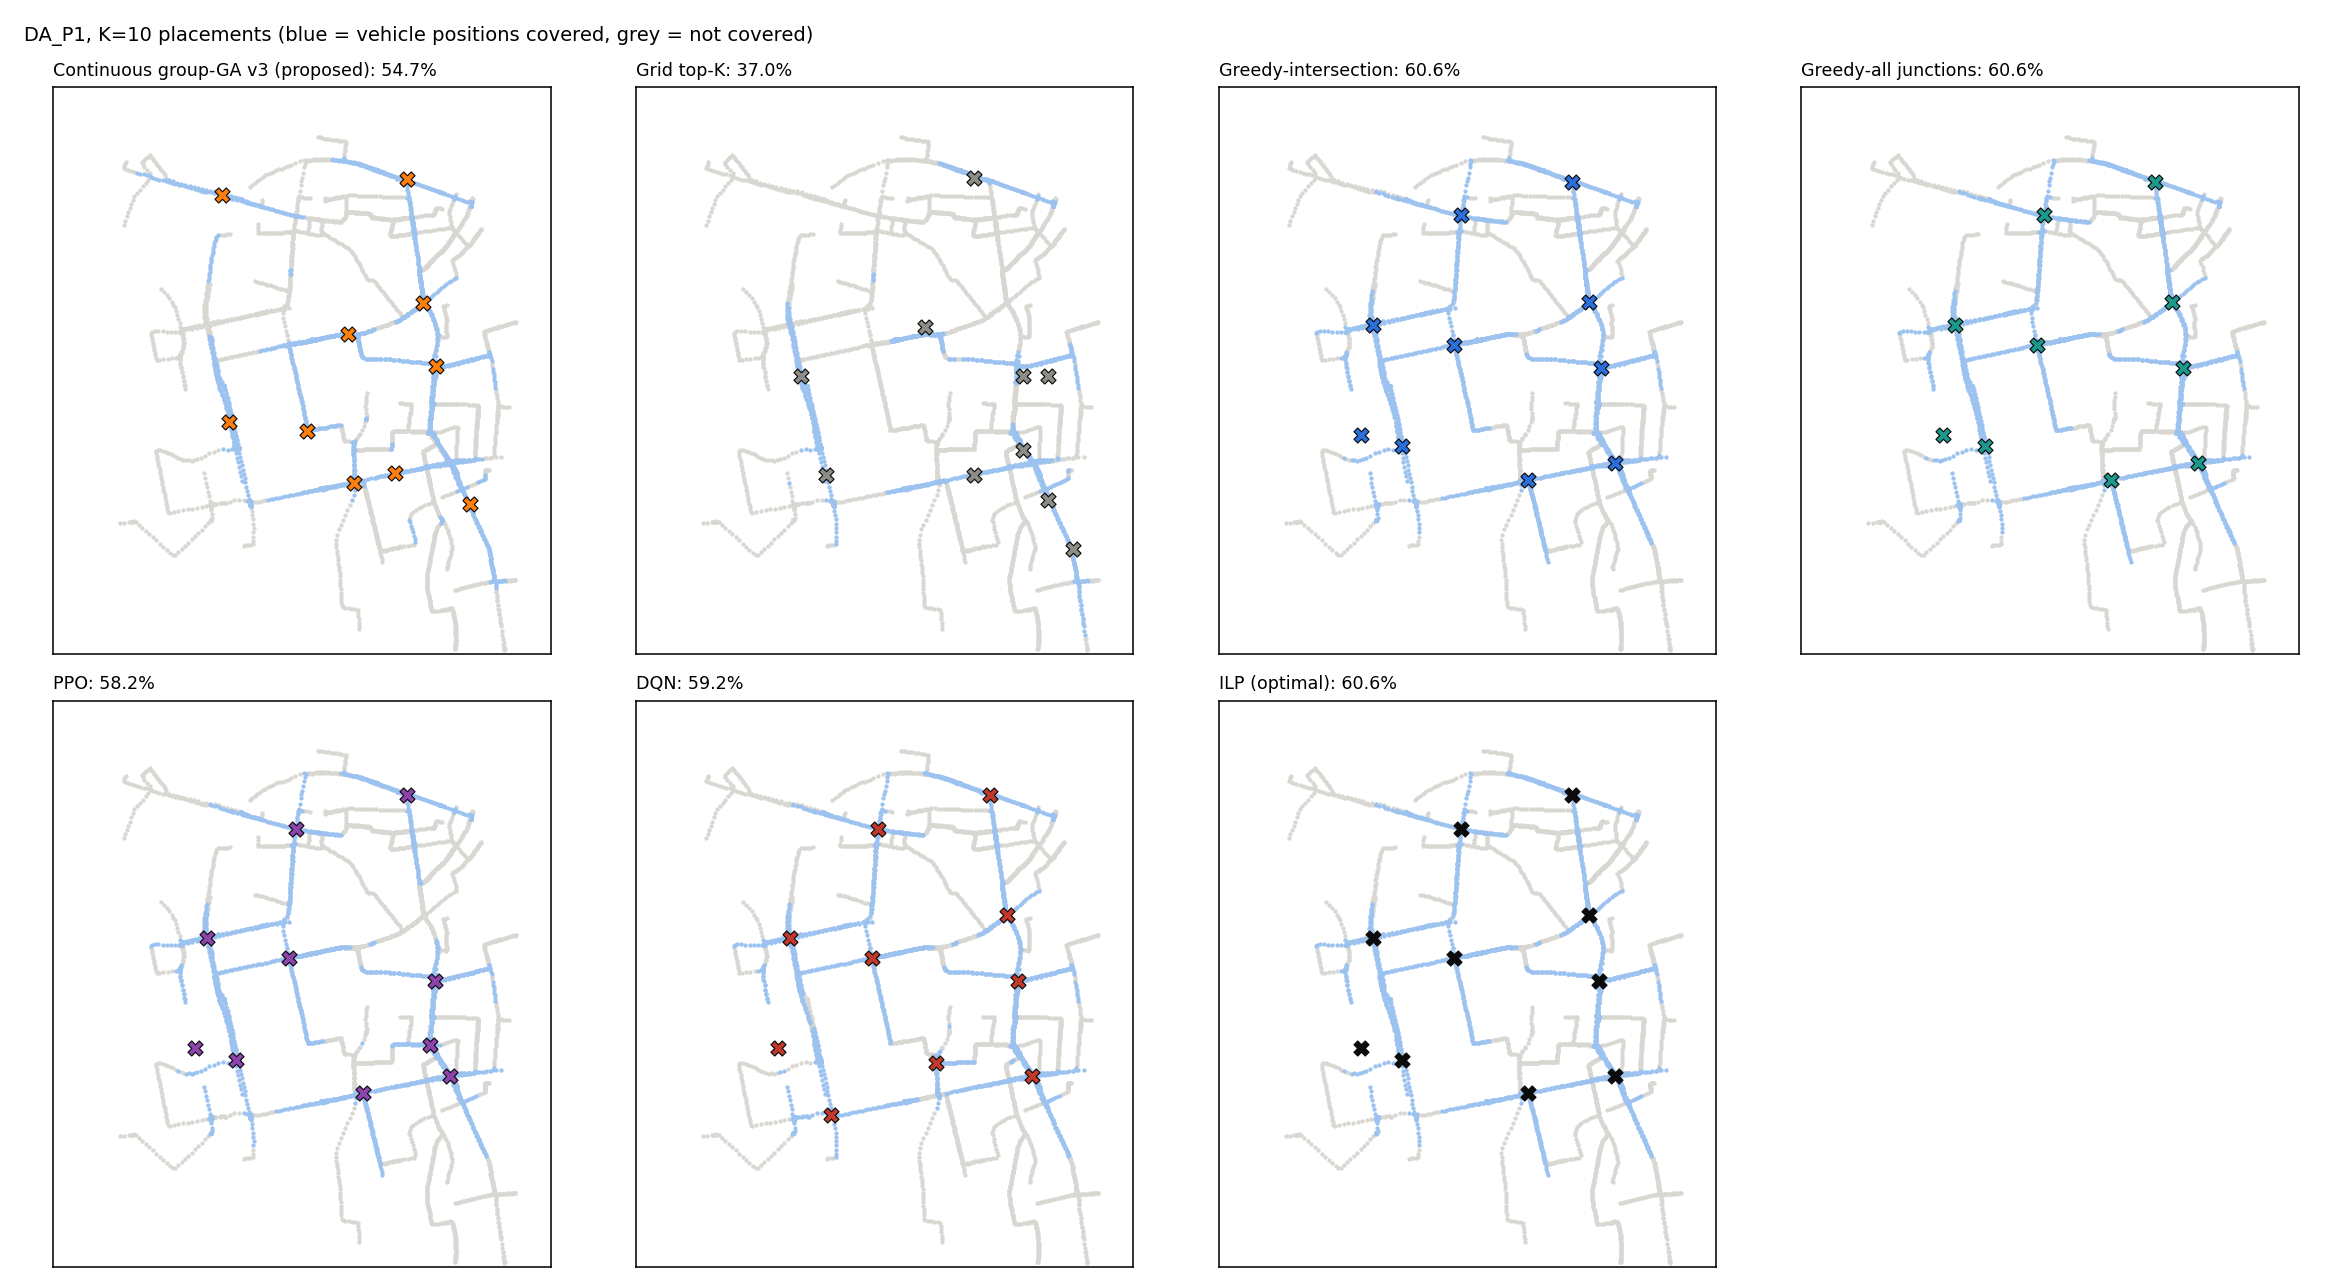 DA_P1, K=10 placements (blue = vehicle positions covered, grey = not covered)
Continuous group-GA v3 (proposed): 54.7%
Grid top-K: 37.0%
Greedy-intersection: 60.6%
Greedy-all junctions: 60.6%
PPO: 58.2%
DQN: 59.2%
ILP (optimal): 60.6%